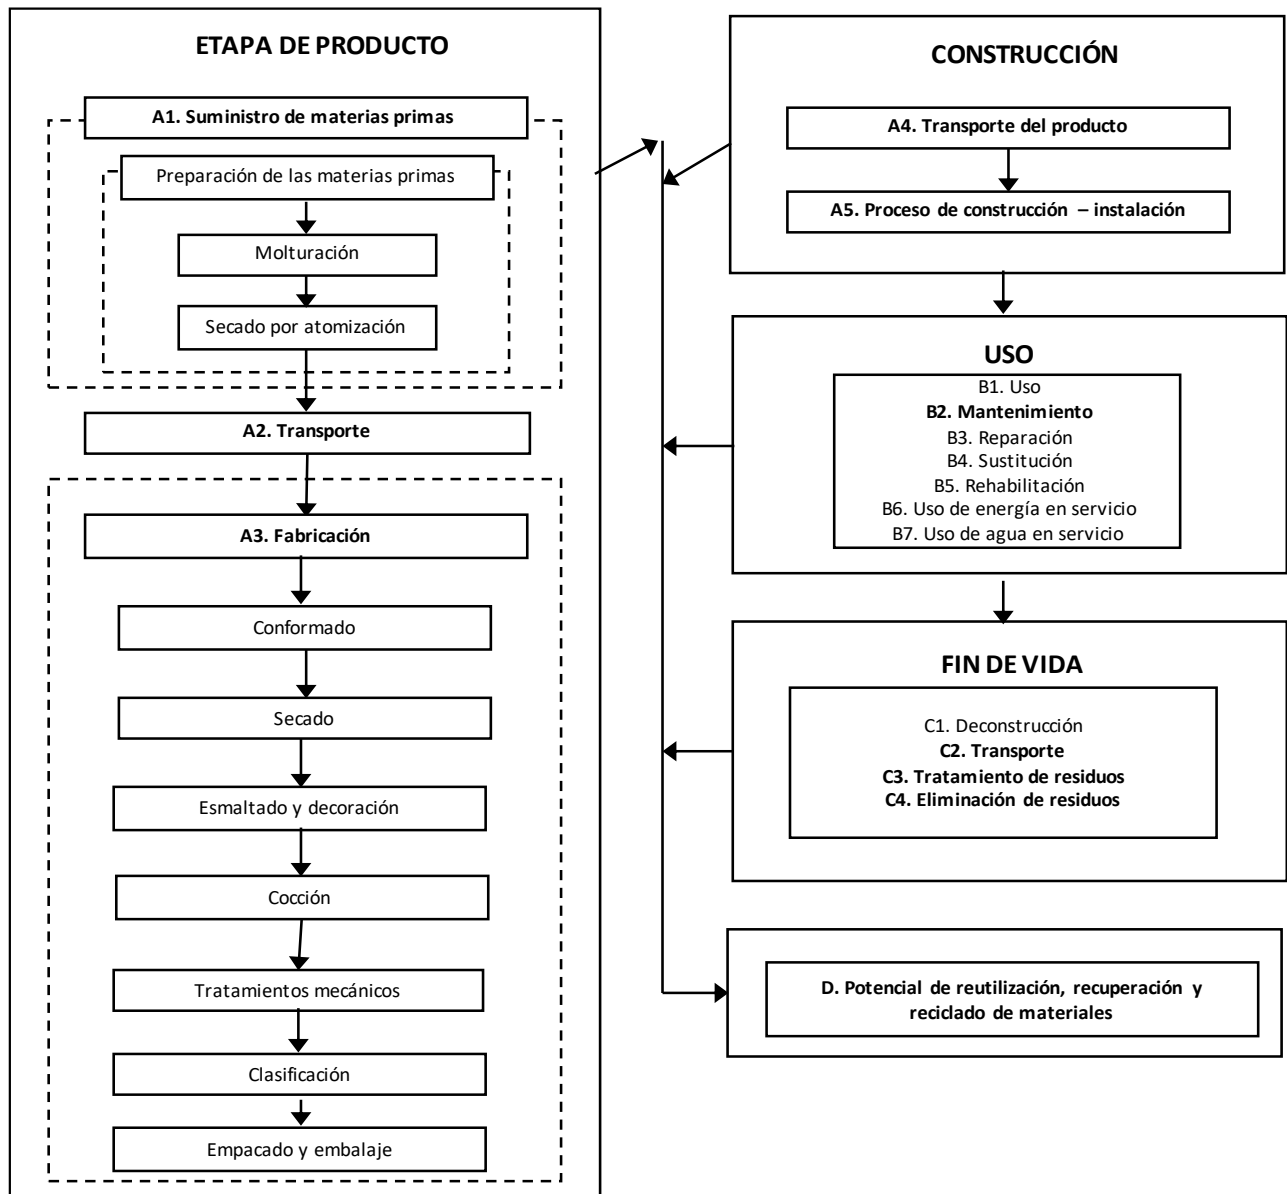 ETAPA DE PRODUCTO
A1. Suministro de materias primas
Preparación de las materias primas
Molturación
Secado por atomización
A2. Transporte
A3. Fabricación
Conformado
Secado
Esmaltado y decoración
Cocción
Tratamientos mecánicos
Clasificación
Empacado y embalaje
CONSTRUCCIÓN
A4. Transporte del producto
A5. Proceso de construcción – instalación
USO
B1. Uso
B2. Mantenimiento
B3. Reparación
B4. Sustitución
B5. Rehabilitación
B6. Uso de energía en servicio
B7. Uso de agua en servicio
FIN DE VIDA
C1. Deconstrucción
C2. Transporte
C3. Tratamiento de residuos
C4. Eliminación de residuos
D. Potencial de reutilización, recuperación y
reciclado de materiales